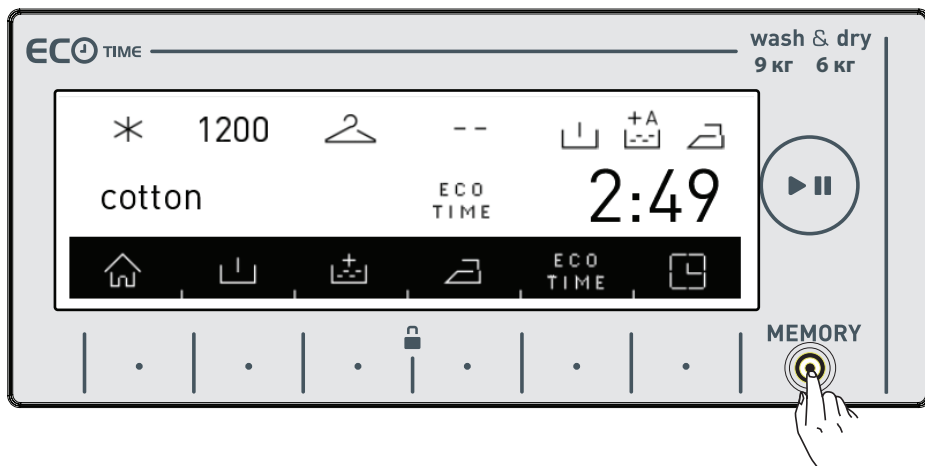 ECO TIME
wash & dry
9 кг 6 кг
1200 -- +A
cotton ECO TIME 2:49
ECO TIME
MEMORY